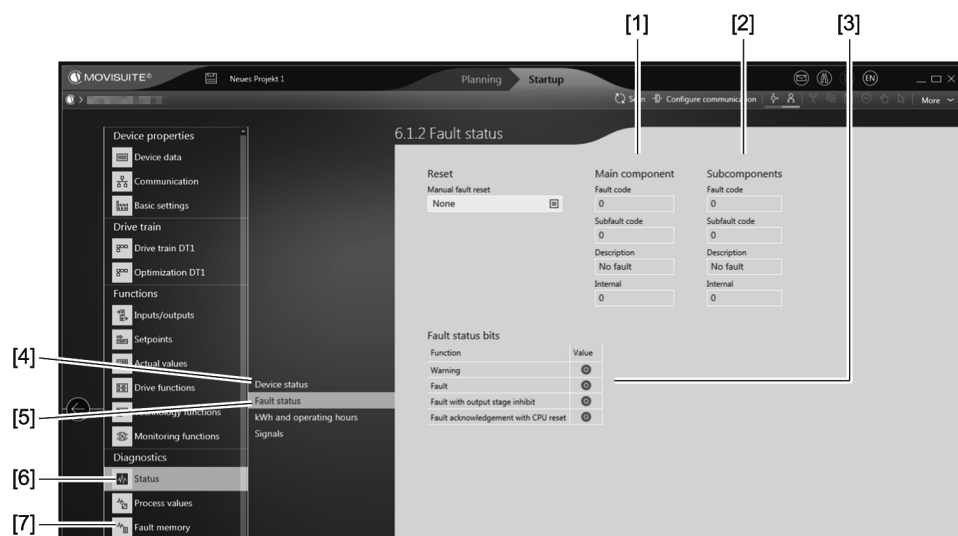 [1] [2] [3]
MOVISUITE® Neues Projekt 1 Planning Startup EN
Configure communication More
6.1.2 Fault status
Device properties
Device data
Communication
Basic settings
Drive train
Drive train DT1
Optimization DT1
Functions
Inputs/outputs
Setpoints
Actual values
Drive functions
Technology functions
Monitoring functions
Diagnostics
Status
Process values
Fault memory
[4]
[5]
[6]
[7]
Device status
Fault status
kWh and operating hours
Signals
Reset
Manual fault reset
None
Main component
Fault code
0
Subfault code
0
Description
No fault
Internal
0
Subcomponents
Fault code
0
Subfault code
0
Description
No fault
Internal
0
Fault status bits
Function Value
Warning
Fault
Fault with output stage inhibit
Fault acknowledgement with CPU reset